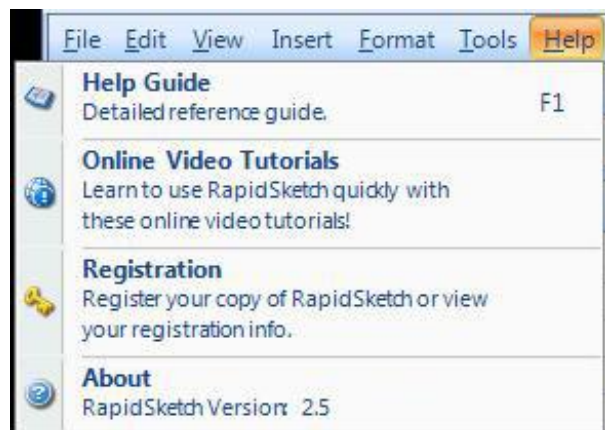 File Edit View Insert Format Tools Help
Help Guide
Detailed reference guide. F1
Online Video Tutorials
Learn to use RapidSketch quickly with
these online video tutorials!
Registration
Register your copy of RapidSketch or view
your registration info.
About
RapidSketch Version: 2.5